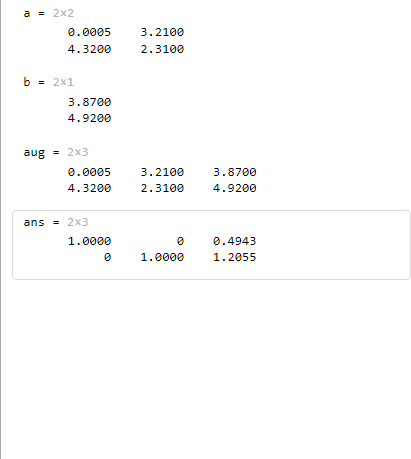 a = 2×2
0.0005 3.2100
4.3200 2.3100
b = 2×1
3.8700
4.9200
aug = 2×3
0.0005 3.2100 3.8700
4.3200 2.3100 4.9200
ans = 2×3
1.0000 0 0.4943
0 1.0000 1.2055